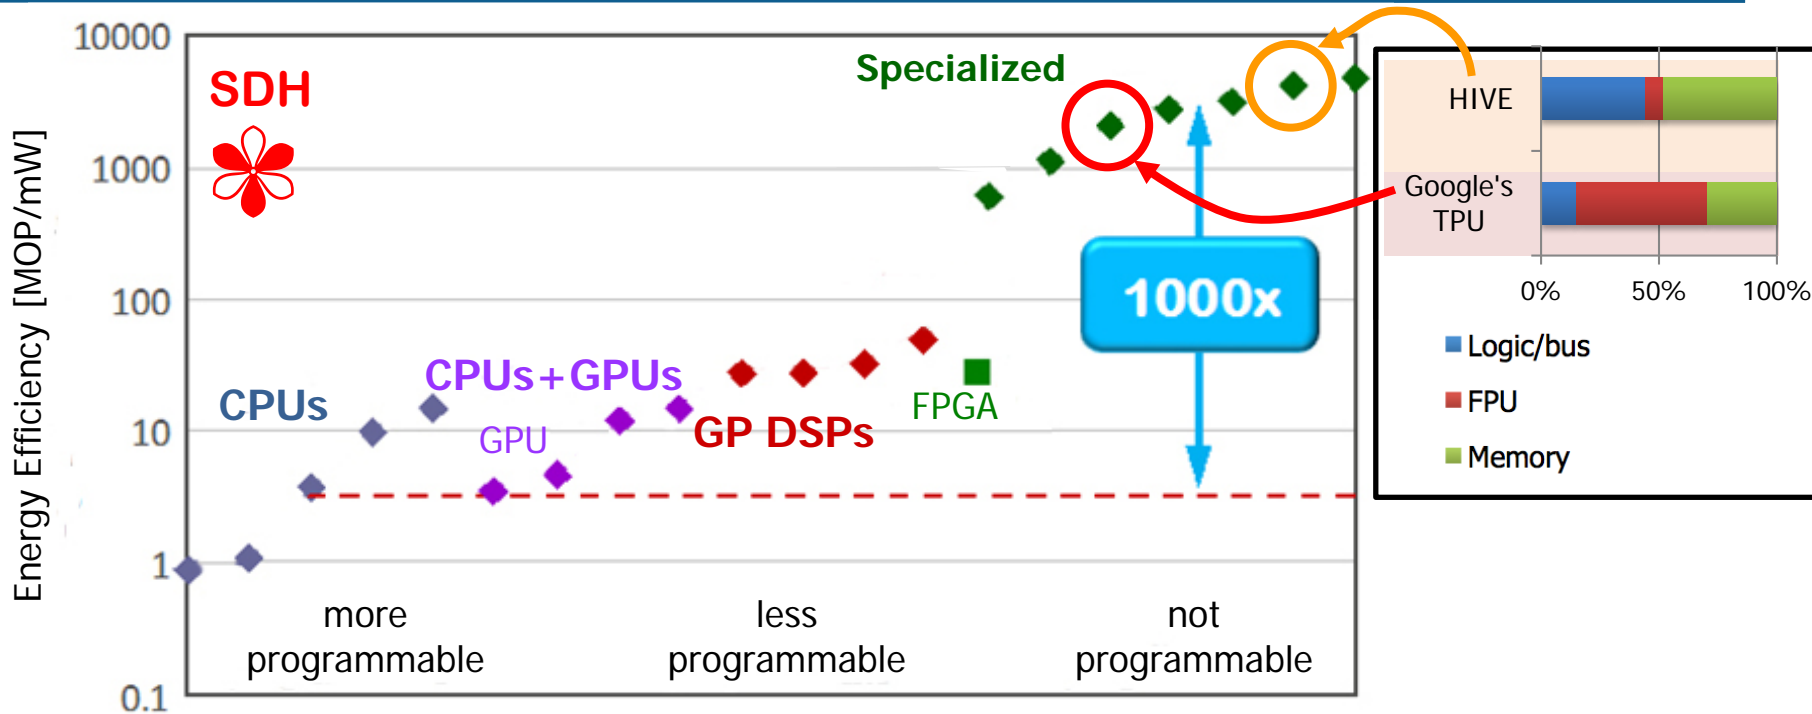 Energy Efficiency [MOP/mW]
10000
1000
100
10
1
0.1
SDH
Specialized
1000x
CPUs
CPUs+GPUs
GPU
GP DSPs
FPGA
more
programmable
less
programmable
not
programmable
HIVE
Google's
TPU
0%
50%
100%
Logic/bus
FPU
Memory